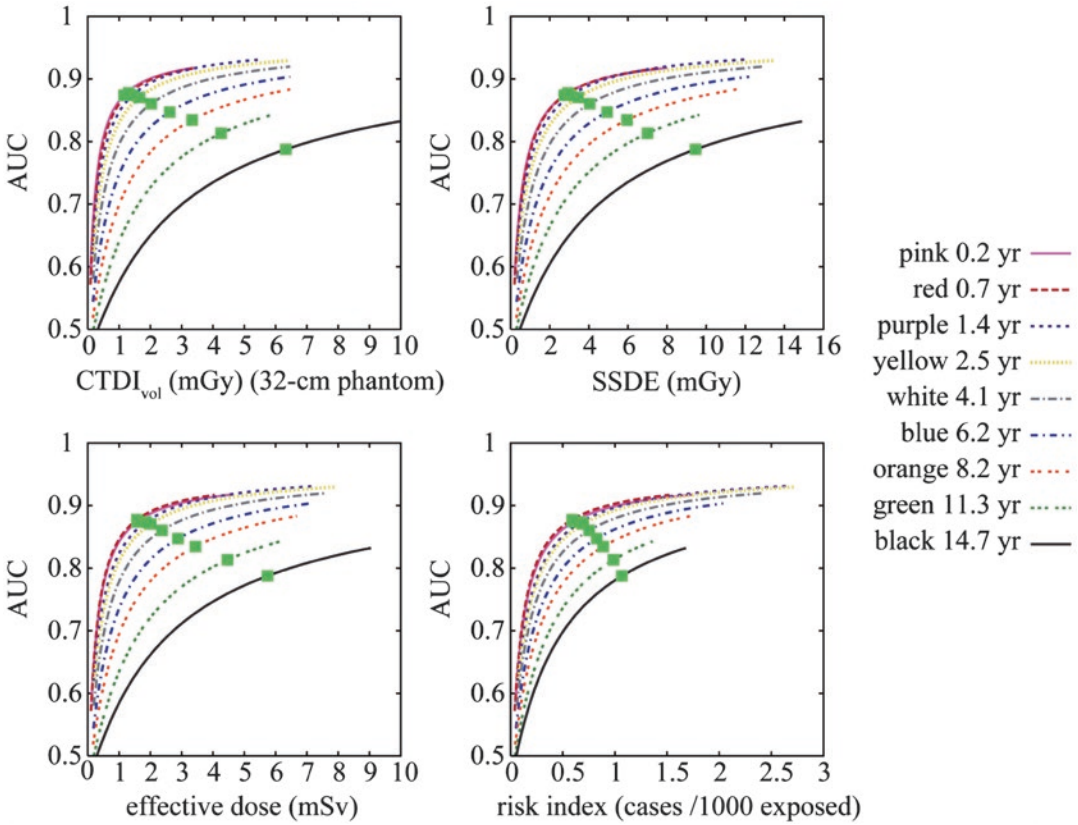 1
0.9
0.8
0.7
0.6
0.5
AUC
0 1 2 3 4 5 6 7 8 9 10
CTDIvol (mGy) (32-cm phantom)
1
0.9
0.8
0.7
0.6
0.5
AUC
0 2 4 6 8 10 12 14 16
SSDE (mGy)
1
0.9
0.8
0.7
0.6
0.5
AUC
0 1 2 3 4 5 6 7 8 9 10
effective dose (mSv)
1
0.9
0.8
0.7
0.6
0.5
AUC
0 0.5 1 1.5 2 2.5 3
risk index (cases /1000 exposed)
pink 0.2 yr
red 0.7 yr
purple 1.4 yr
yellow 2.5 yr
white 4.1 yr
blue 6.2 yr
orange 8.2 yr
green 11.3 yr
black 14.7 yr